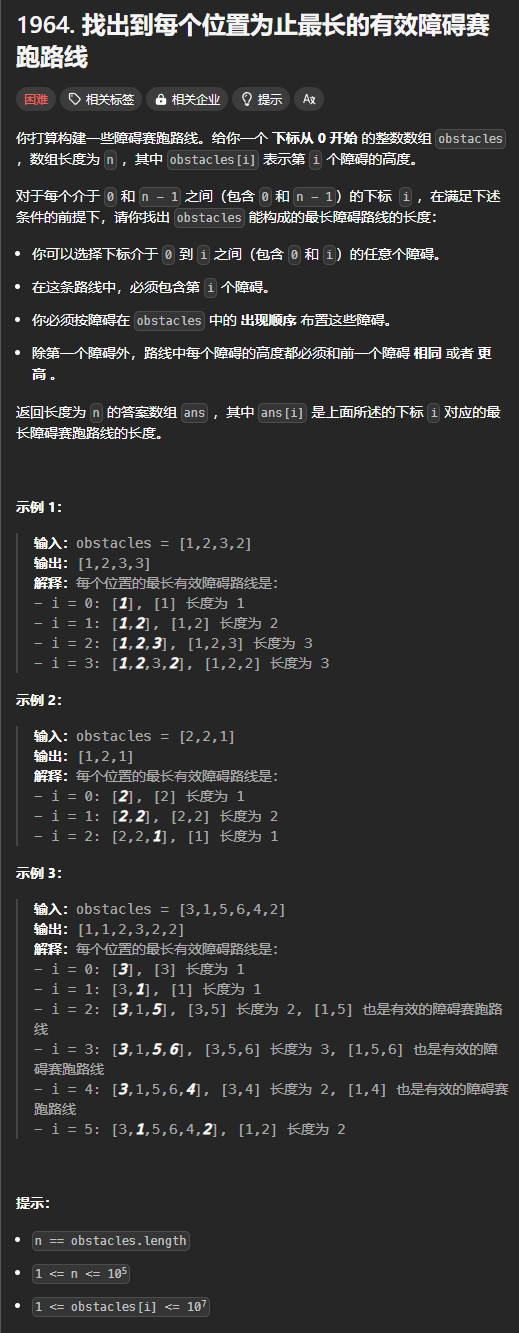 1964. 找出到每个位置为止最长的有效障碍赛
跑路线
困难 相关标签 相关企业 提示 Ax
你打算构建一些障碍赛跑路线。给你一个 下标从 0 开始 的整数数组 obstacles
，数组长度为 n ，其中 obstacles[i] 表示第 i 个障碍的高度。
对于每个介于 0 和 n - 1 之间（包含 0 和 n - 1）的下标 i ，在满足下述
条件的前提下，请你找出 obstacles 能构成的最长障碍路线的长度：
• 你可以选择下标介于 0 到 i 之间（包含 0 和 i）的任意个障碍。
• 在这条路线中，必须包含第 i 个障碍。
• 你必须按障碍在 obstacles 中的 出现顺序 布置这些障碍。
• 除第一个障碍外，路线中每个障碍的高度都必须和前一个障碍 相同 或者 更
高 。
返回长度为 n 的答案数组 ans ，其中 ans[i] 是上面所述的下标 i 对应的最
长障碍赛跑路线的长度。
示例 1：
输入：obstacles = [1,2,3,2]
输出：[1,2,3,3]
解释：每个位置的最长有效障碍路线是：
- i = 0: [1], [1] 长度为 1
- i = 1: [1,2], [1,2] 长度为 2
- i = 2: [1,2,3], [1,2,3] 长度为 3
- i = 3: [1,2,3,2], [1,2,2] 长度为 3
示例 2：
输入：obstacles = [2,2,1]
输出：[1,2,1]
解释：每个位置的最长有效障碍路线是：
- i = 0: [2], [2] 长度为 1
- i = 1: [2,2], [2,2] 长度为 2
- i = 2: [2,2,1], [1] 长度为 1
示例 3：
输入：obstacles = [3,1,5,6,4,2]
输出：[1,1,2,3,2,2]
解释：每个位置的最长有效障碍路线是：
- i = 0: [3], [3] 长度为 1
- i = 1: [3,1], [1] 长度为 1
- i = 2: [3,1,5], [3,5] 长度为 2, [1,5] 也是有效的障碍赛跑路
线
- i = 3: [3,1,5,6], [3,5,6] 长度为 3, [1,5,6] 也是有效的障
碍赛跑路线
- i = 4: [3,1,5,6,4], [3,4] 长度为 2, [1,4] 也是有效的障碍赛
跑路线
- i = 5: [3,1,5,6,4,2], [1,2] 长度为 2
提示：
• n == obstacles.length
• 1 <= n <= 10⁵
• 1 <= obstacles[i] <= 10⁷